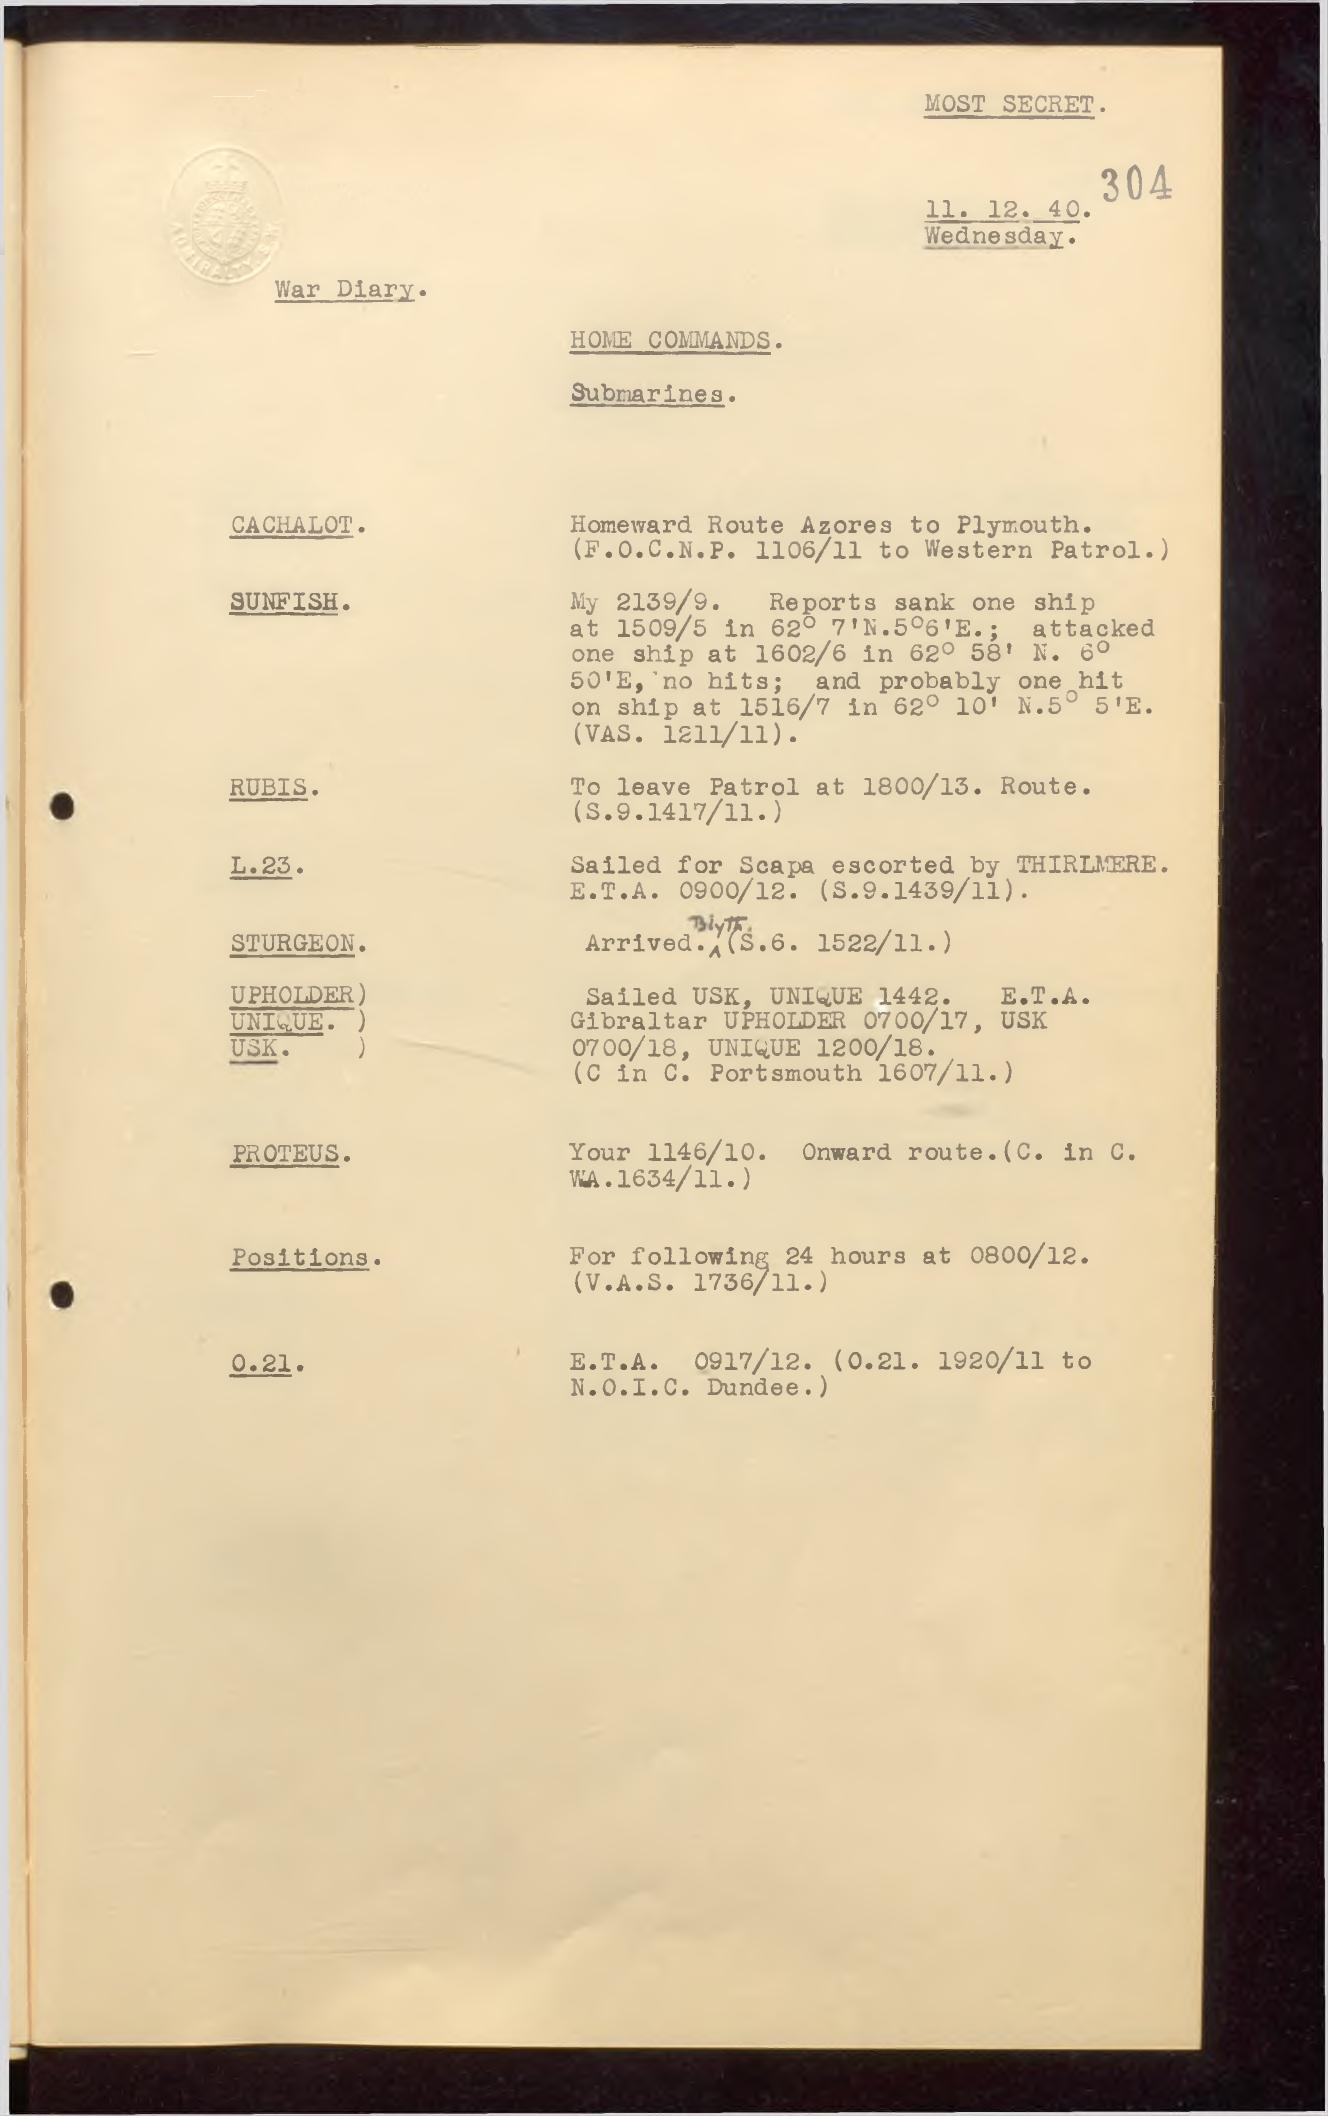 MOST SECRET.
304
11. 12. 40.
Wednesday.
War Diary.
HOME COMMANDS.
Submarines.
CACHALOT. Homeward Route Azores to Plymouth.
(F.O.C.N.P. 1106/11 to Western Patrol.)
SUNFISH. My 2139/9. Reports sank one ship
at 1509/5 in 62° 7'N.5°6'E.; attacked
one ship at 1602/6 in 62° 58' N. 6°
50'E, no hits; and probably one hit
on ship at 1516/7 in 62° 10' N.5° 5'E.
(VAS. 1211/11).
RUBIS. To leave Patrol at 1800/13. Route.
(S.9.1417/11.)
L.23. Sailed for Scapa escorted by THIRLMERE.
E.T.A. 0900/12. (S.9.1439/11).
Blyth.
STURGEON. Arrived. (S.6. 1522/11.)
UPHOLDER) Sailed USK, UNIQUE 1442. E.T.A.
UNIQUE. ) Gibraltar UPHOLDER 0700/17, USK
USK. ) 0700/18, UNIQUE 1200/18.
(C in C. Portsmouth 1607/11.)
PROTEUS. Your 1146/10. Onward route.(C. in C.
WA.1634/11.)
Positions. For following 24 hours at 0800/12.
(V.A.S. 1736/11.)
O.21. E.T.A. 0917/12. (O.21. 1920/11 to
N.O.I.C. Dundee.)